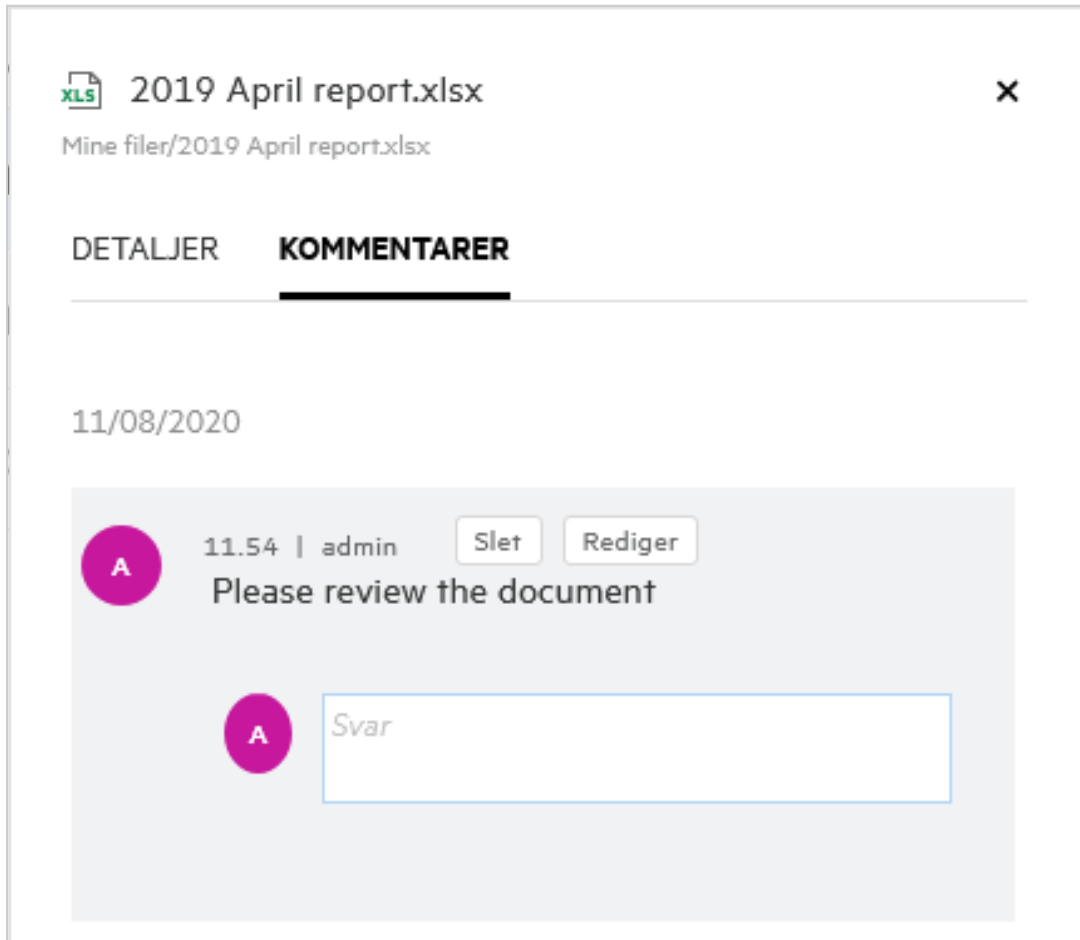 XLS 2019 April report.xlsx ×
Mine filer/2019 April report.xlsx
DETALJER KOMMENTARER
11/08/2020
A 11.54 | admin Slet Rediger
Please review the document
A Svar